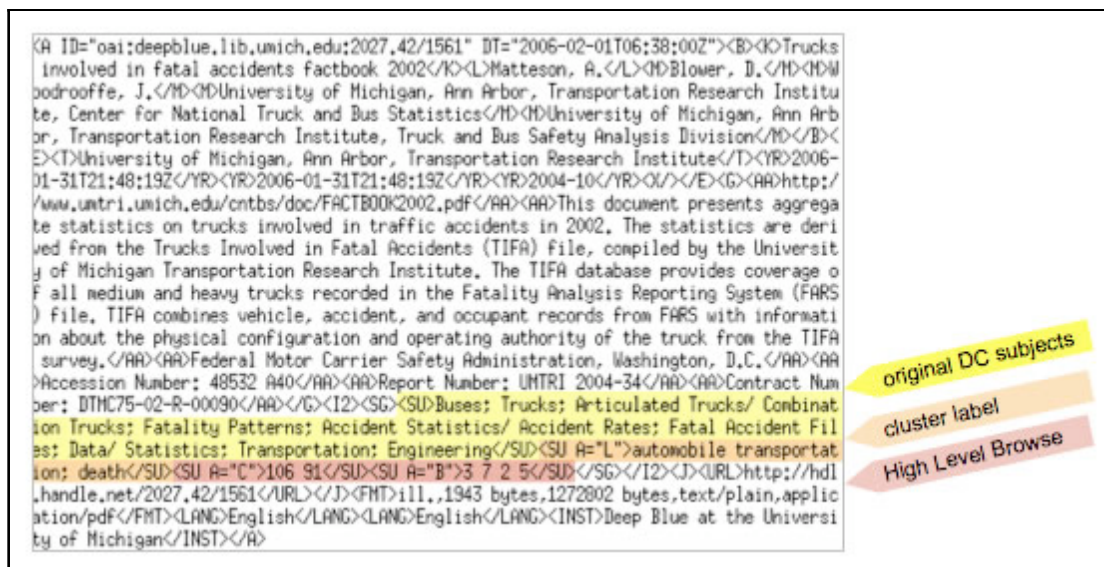 <A ID="oai:deepblue.lib.umich.edu:2027.42/1561" DT="2006-02-01T06:38:00Z"><B><K>Trucks
involved in fatal accidents factbook 2002</K><L>Matteson, A.</L><M>Blower, D.</M><M>W
oodrooffe, J.</M><M>University of Michigan, Ann Arbor, Transportation Research Institu
te, Center for National Truck and Bus Statistics</M><M>University of Michigan, Ann Arb
or, Transportation Research Institute, Truck and Bus Safety Analysis Division</M></B><
E><T>University of Michigan, Ann Arbor, Transportation Research Institute</T><YR>2006-
01-31T21:48:19Z</YR><YR>2006-01-31T21:48:19Z</YR><YR>2004-10</YR><X/></E><G><AA>http:/
/www.umtri.umich.edu/cntbs/doc/FACTBOOK2002.pdf</AA><AA>This document presents aggrega
te statistics on trucks involved in traffic accidents in 2002. The statistics are deri
ved from the Trucks Involved in Fatal Accidents (TIFA) file, compiled by the Universit
y of Michigan Transportation Research Institute. The TIFA database provides coverage o
f all medium and heavy trucks recorded in the Fatality Analysis Reporting System (FARS
) file. TIFA combines vehicle, accident, and occupant records from FARS with informati
on about the physical configuration and operating authority of the truck from the TIFA
survey.</AA><AA>Federal Motor Carrier Safety Administration, Washington, D.C.</AA><AA
>Accession Number: 48532 A40</AA><AA>Report Number: UMTRI 2004-34</AA><AA>Contract Num
ber: DTMC75-02-R-00090</AA></G><I2><SG><SU>Buses; Trucks; Articulated Trucks/ Combinat
ion Trucks; Fatality Patterns; Accident Statistics/ Accident Rates; Fatal Accident Fil
es; Data/ Statistics; Transportation; Engineering</SU><SU A="L">automobile transportat
ion; death</SU><SU A="C">106 91</SU><SU A="B">3 7 2 5</SU></SG></I2><J><URL>http://hdl
.handle.net/2027.42/1561</URL></J><FMT>ill.,1943 bytes,1272802 bytes,text/plain,applic
ation/pdf</FMT><LANG>English</LANG><LANG>English</LANG><INST>Deep Blue at the Universi
ty of Michigan</INST></A>
original DC subjects
cluster label
High Level Browse